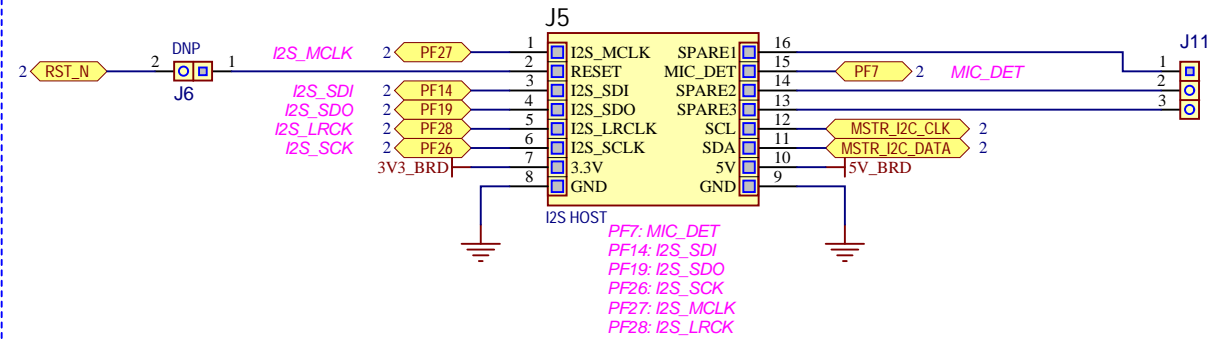 J5
J11
DNP
J6
2 RST_N 2 1
I2S_MCLK 2 PF27 1 I2S_MCLK
2 RESET
I2S_SDI 2 PF14 3 I2S_SDI
I2S_SDO 2 PF19 4 I2S_SDO
I2S_LRCK 2 PF28 5 I2S_LRCLK
I2S_SCK 2 PF26 6 I2S_SCLK
3V3_BRD 7 3.3V
8 GND
SPARE1 16 1
MIC_DET 15 PF7 2 MIC_DET
SPARE2 14 2
SPARE3 13 3
SCL 12 MSTR_I2C_CLK 2
SDA 11 MSTR_I2C_DATA 2
5V 10 5V_BRD
GND 9
I2S HOST
PF7: MIC_DET
PF14: I2S_SDI
PF19: I2S_SDO
PF26: I2S_SCK
PF27: I2S_MCLK
PF28: I2S_LRCK